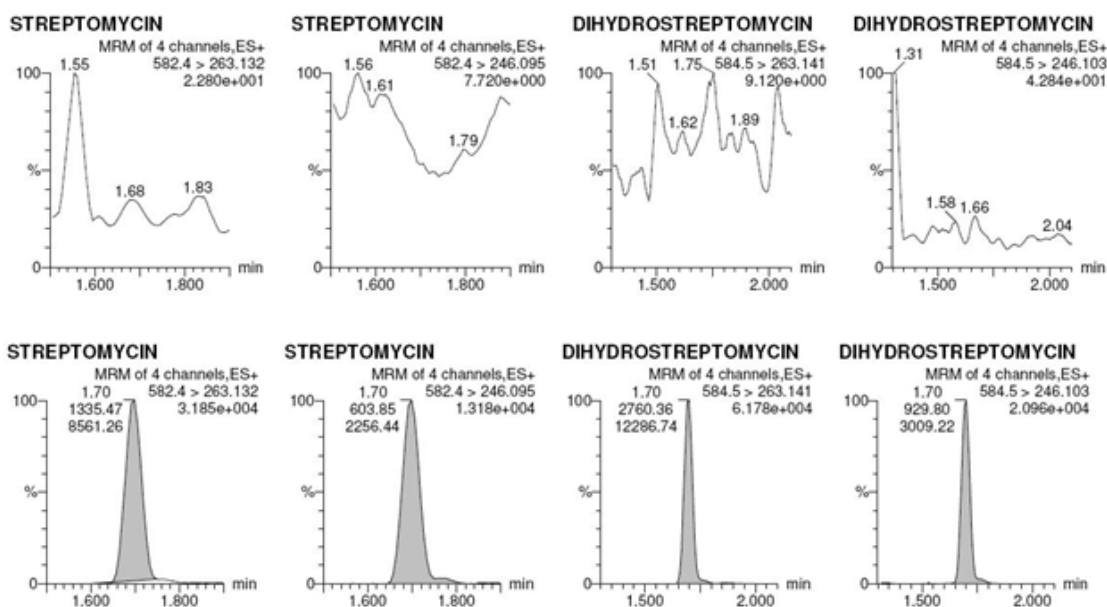 STREPTOMYCIN
MRM of 4 channels,ES+
1.55 582.4 > 263.132
100 2.280e+001
%
1.68 1.83
0 min
1.600 1.800
STREPTOMYCIN
MRM of 4 channels,ES+
1.56 582.4 > 246.095
100 7.720e+000
1.61
%
1.79
0 min
1.600 1.800
DIHYDROSTREPTOMYCIN
MRM of 4 channels,ES+
1.51 1.75 584.5 > 263.141
100 9.120e+000
1.62 1.89
%
0 min
1.500 2.000
DIHYDROSTREPTOMYCIN
MRM of 4 channels,ES+
1.31 584.5 > 246.103
100 4.284e+001
%
1.58 1.66
2.04
0 min
1.500 2.000
STREPTOMYCIN
MRM of 4 channels,ES+
1.70 582.4 > 263.132
100 1335.47 3.185e+004
8561.26
%
0 min
1.600 1.800
STREPTOMYCIN
MRM of 4 channels,ES+
1.70 582.4 > 246.095
100 603.85 1.318e+004
2256.44
%
0 min
1.600 1.800
DIHYDROSTREPTOMYCIN
MRM of 4 channels,ES+
1.70 584.5 > 263.141
100 2760.36 6.178e+004
12286.74
%
0 min
1.500 2.000
DIHYDROSTREPTOMYCIN
MRM of 4 channels,ES+
1.70 584.5 > 246.103
100 929.80 2.096e+004
3009.22
%
0 min
1.500 2.000